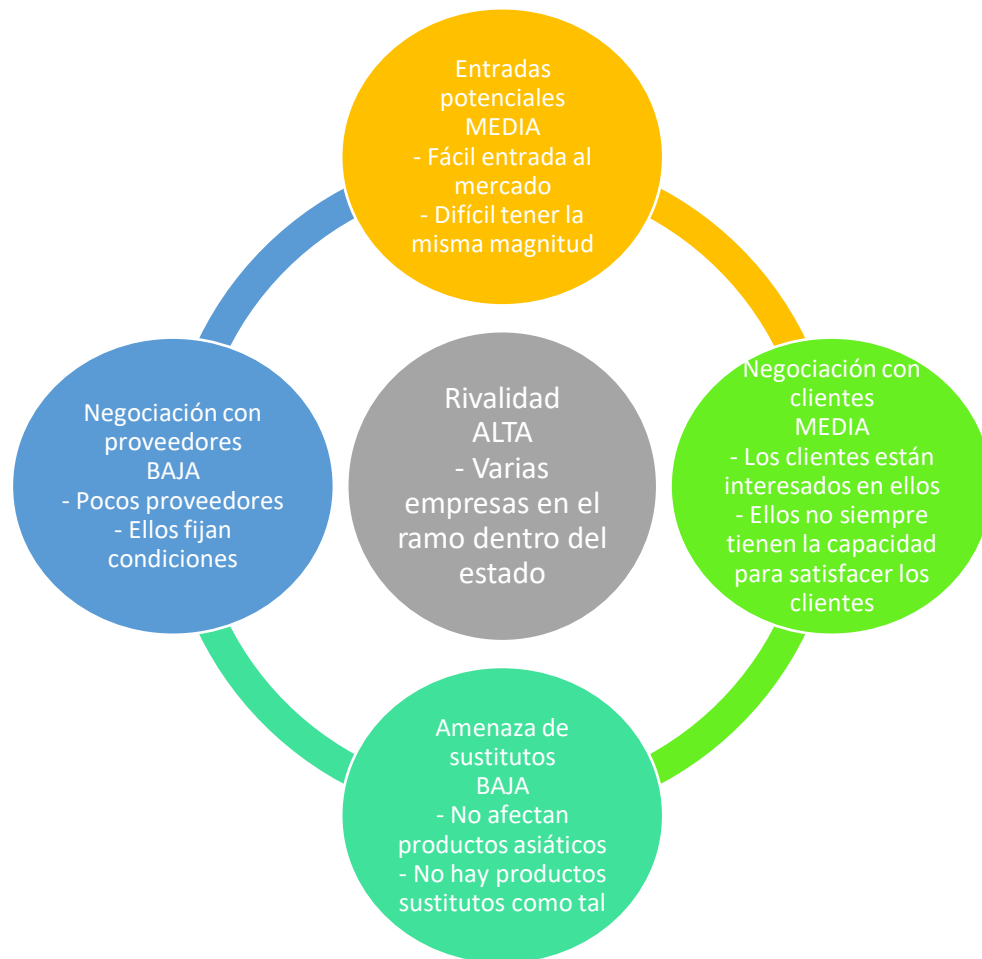 Entradas
potenciales
MEDIA
- Fácil entrada al
mercado
- Difícil tener la
misma magnitud
Negociación con
proveedores
BAJA
- Pocos proveedores
- Ellos fijan
condiciones
Rivalidad
ALTA
- Varias
empresas en el
ramo dentro del
estado
Negociación con
clientes
MEDIA
- Los clientes están
interesados en ellos
- Ellos no siempre
tienen la capacidad
para satisfacer los
clientes
Amenaza de
sustitutos
BAJA
- No afectan
productos asiáticos
- No hay productos
sustitutos como tal